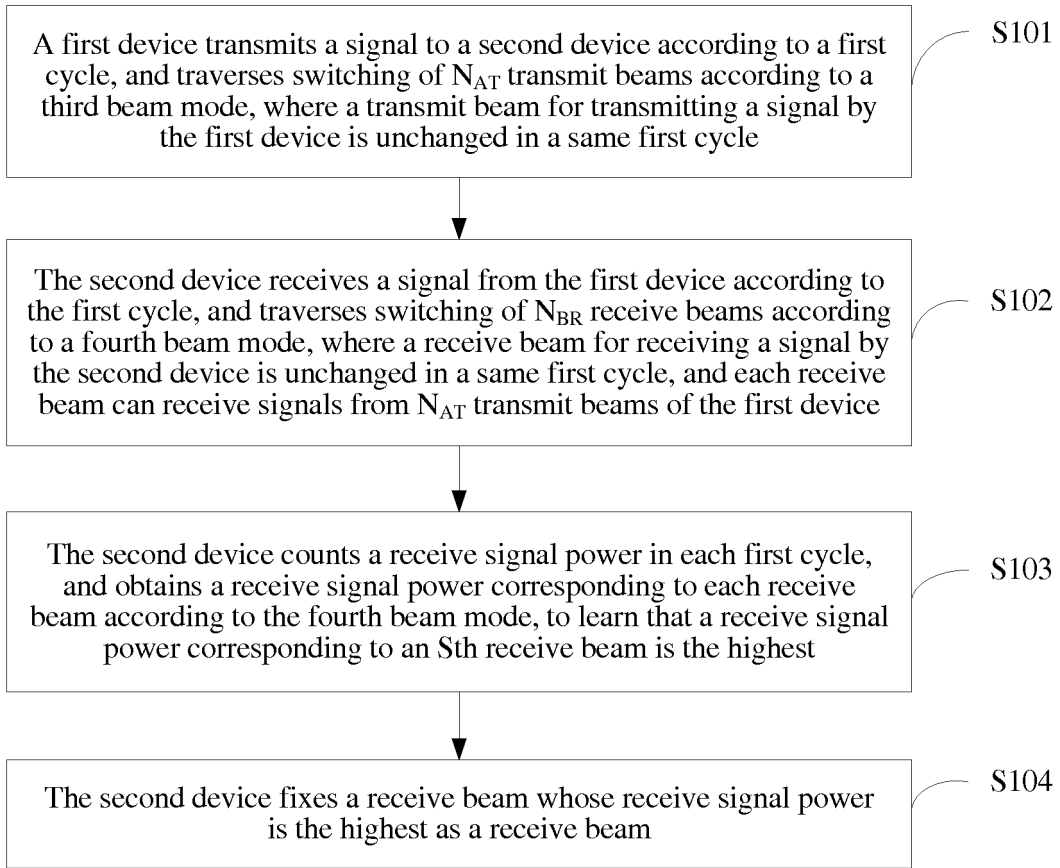 A first device transmits a signal to a second device according to a first
cycle, and traverses switching of N_AT transmit beams according to a
third beam mode, where a transmit beam for transmitting a signal by
the first device is unchanged in a same first cycle
S101
The second device receives a signal from the first device according to
the first cycle, and traverses switching of N_BR receive beams according
to a fourth beam mode, where a receive beam for receiving a signal by
the second device is unchanged in a same first cycle, and each receive
beam can receive signals from N_AT transmit beams of the first device
S102
The second device counts a receive signal power in each first cycle,
and obtains a receive signal power corresponding to each receive
beam according to the fourth beam mode, to learn that a receive signal
power corresponding to an Sth receive beam is the highest
S103
The second device fixes a receive beam whose receive signal power
is the highest as a receive beam
S104